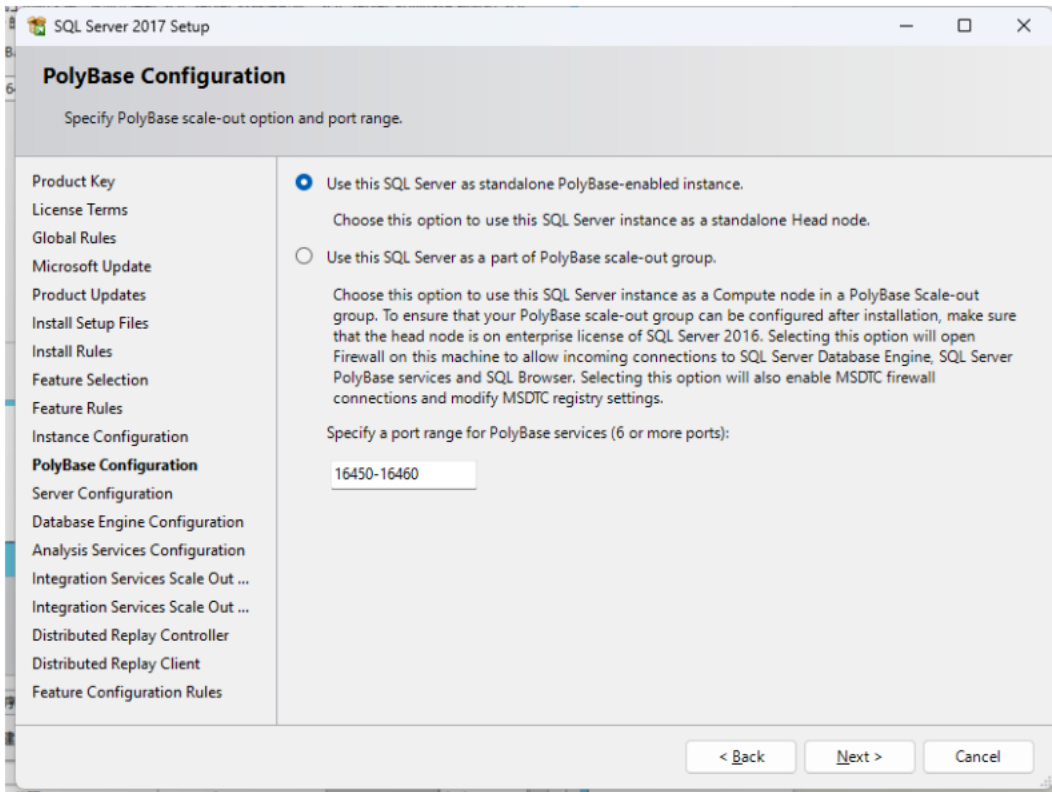 SQL Server 2017 Setup
PolyBase Configuration
Specify PolyBase scale-out option and port range.
Product Key
License Terms
Global Rules
Microsoft Update
Product Updates
Install Setup Files
Install Rules
Feature Selection
Feature Rules
Instance Configuration
PolyBase Configuration
Server Configuration
Database Engine Configuration
Analysis Services Configuration
Integration Services Scale Out ...
Integration Services Scale Out ...
Distributed Replay Controller
Distributed Replay Client
Feature Configuration Rules
Use this SQL Server as standalone PolyBase-enabled instance.
Choose this option to use this SQL Server instance as a standalone Head node.
Use this SQL Server as a part of PolyBase scale-out group.
Choose this option to use this SQL Server instance as a Compute node in a PolyBase Scale-out
group. To ensure that your PolyBase scale-out group can be configured after installation, make sure
that the head node is on enterprise license of SQL Server 2016. Selecting this option will open
Firewall on this machine to allow incoming connections to SQL Server Database Engine, SQL Server
PolyBase services and SQL Browser. Selecting this option will also enable MSDTC firewall
connections and modify MSDTC registry settings.
Specify a port range for PolyBase services (6 or more ports):
16450-16460
< Back
Next >
Cancel